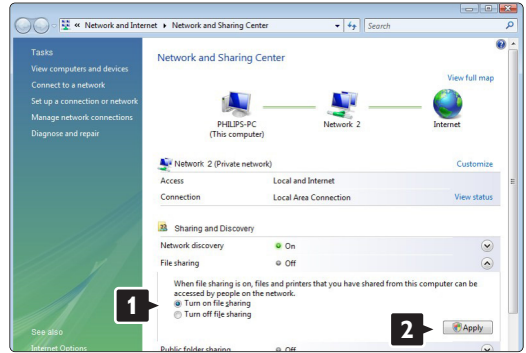 « Network and Internet ▸ Network and Sharing Center
Search
Tasks
View computers and devices
Connect to a network
Set up a connection or network
Manage network connections
Diagnose and repair
See also
Internet Options
Network and Sharing Center
View full map
PHILIPS-PC
(This computer)
Network 2
Internet
Network 2 (Private network)
Customize
Access
Local and Internet
Connection
Local Area Connection
View status
Sharing and Discovery
Network discovery
On
File sharing
Off
When file sharing is on, files and printers that you have shared from this computer can be
accessed by people on the network.
1
Turn on file sharing
Turn off file sharing
2
Apply
Public folder sharing
Off